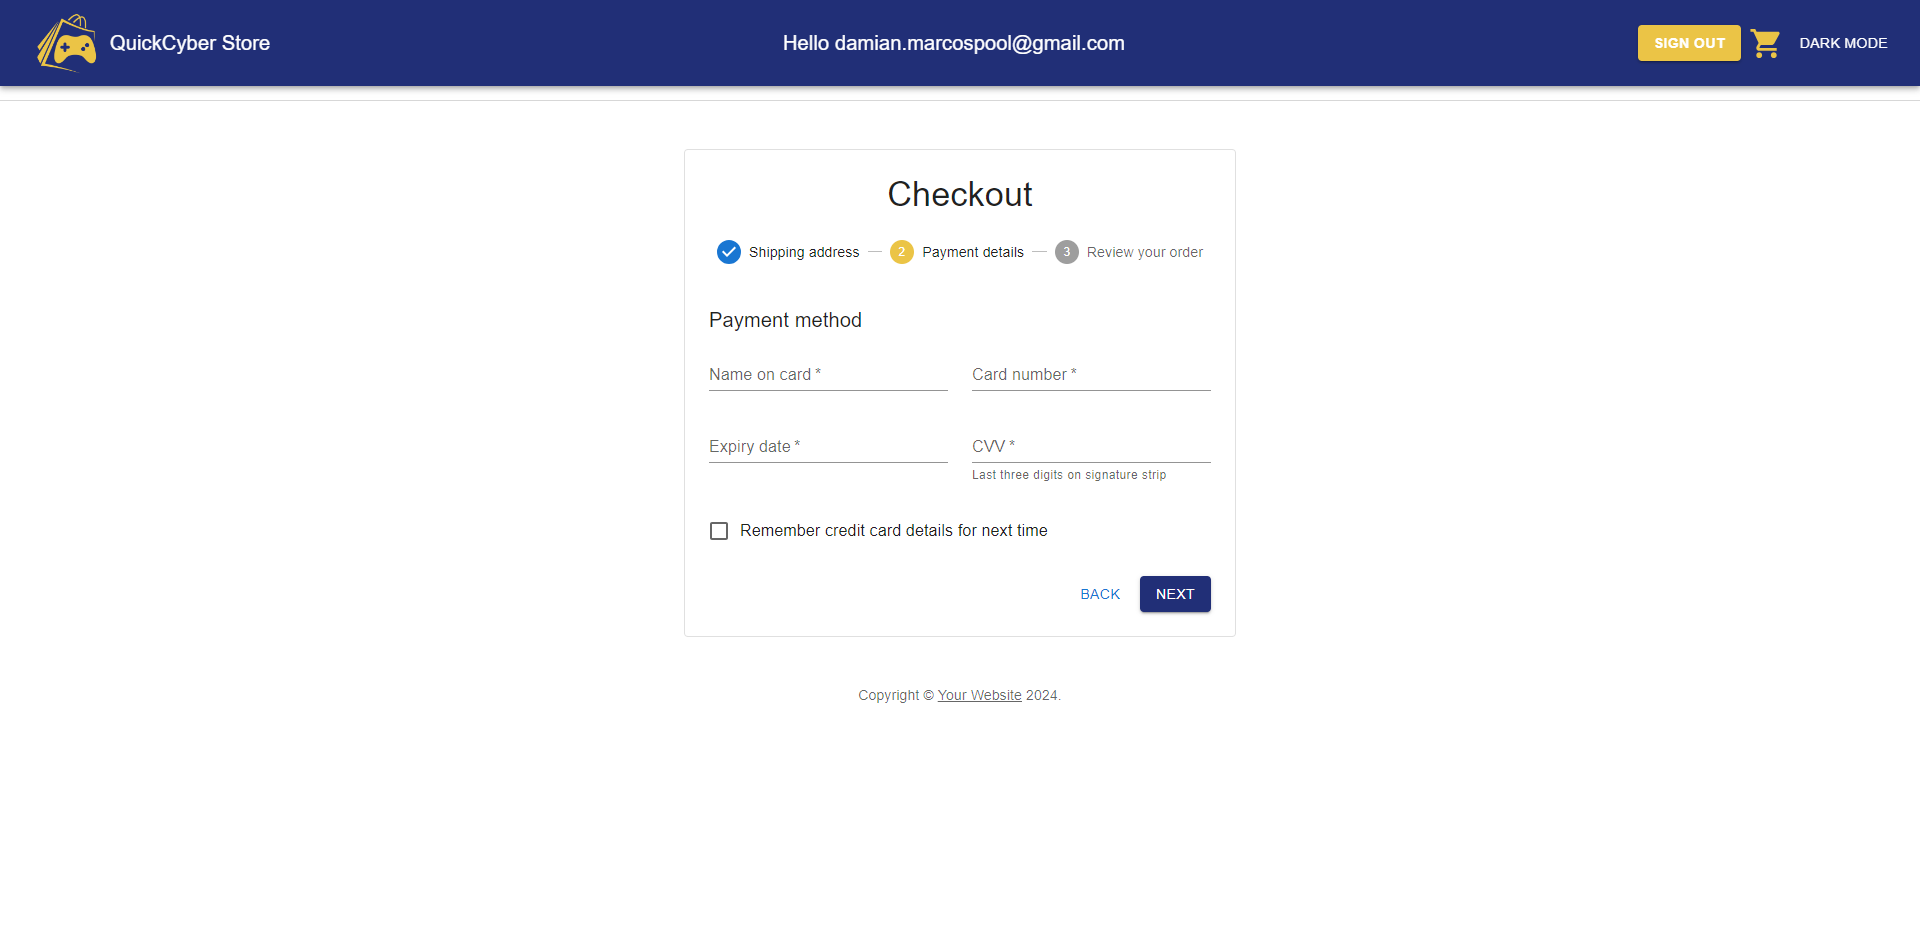 QuickCyber Store
Hello damian.marcospool@gmail.com
SIGN OUT
DARK MODE
Checkout
Shipping address
2 Payment details
3 Review your order
Payment method
Name on card *
Card number *
Expiry date *
CVV *
Last three digits on signature strip
Remember credit card details for next time
BACK
NEXT
Copyright © Your Website 2024.